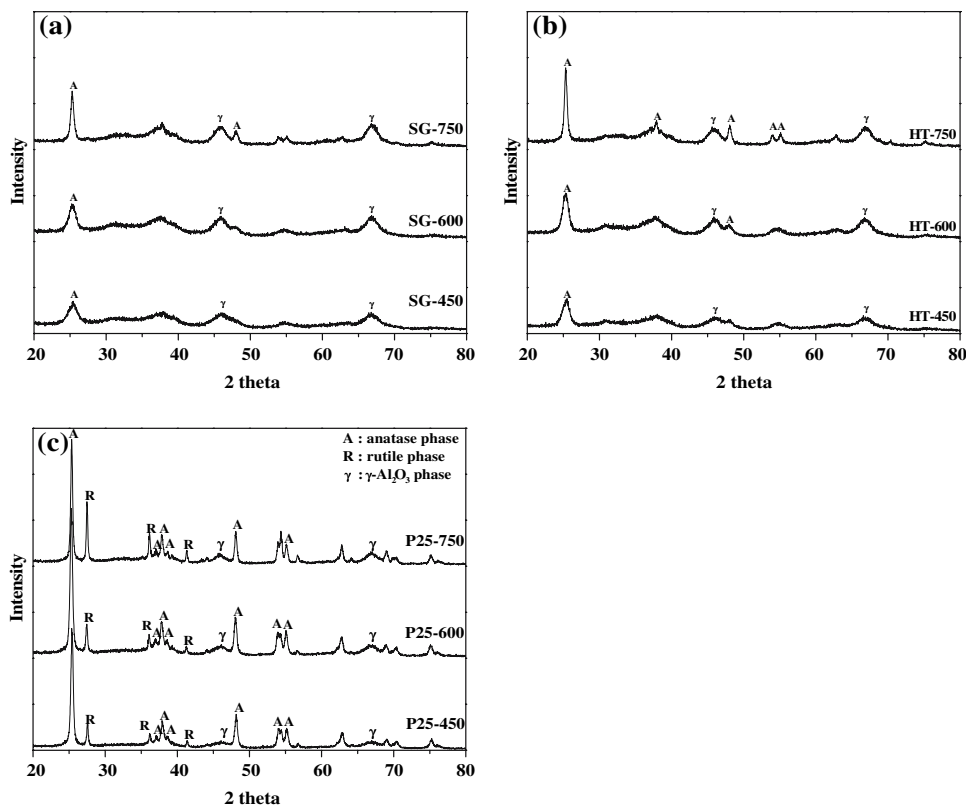 (a)
A
γ
A
γ
SG-750
A
γ
γ
SG-600
A
γ
γ
SG-450
Intensity
20 30 40 50 60 70 80
2 theta
(b)
A
A
γ
A
A A
γ
HT-750
A
γ
A
γ
HT-600
A
γ
γ
HT-450
Intensity
20 30 40 50 60 70 80
2 theta
(c)
A : anatase phase
R : rutile phase
γ : γ-Al₂O₃ phase
A
R
R
A
A
A
R
γ
A
A
γ
P25-750
R
R
A
A
A
R
γ
A
A A
γ
P25-600
R
R
A
A
A
R
γ
A
A A
γ
P25-450
Intensity
20 30 40 50 60 70 80
2 theta